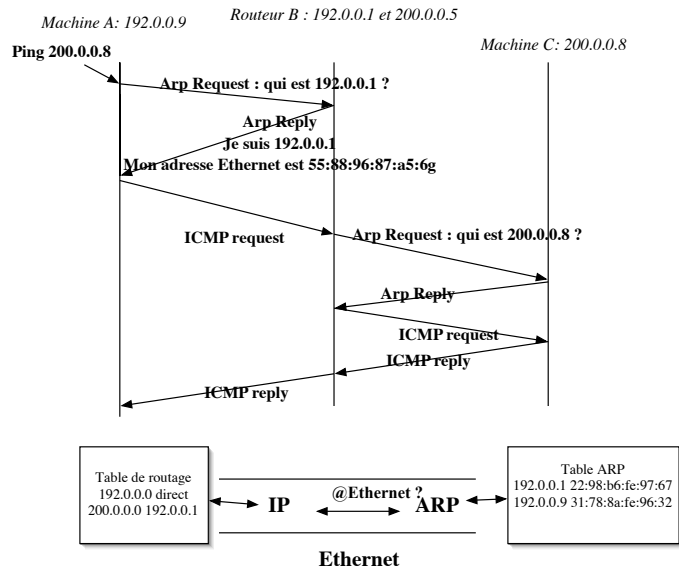 Machine A: 192.0.0.9
Routeur B : 192.0.0.1 et 200.0.0.5
Machine C: 200.0.0.8
Ping 200.0.0.8
Arp Request : qui est 192.0.0.1 ?
Arp Reply
Je suis 192.0.0.1
Mon adresse Ethernet est 55:88:96:87:a5:6g
ICMP request
Arp Request : qui est 200.0.0.8 ?
Arp Reply
ICMP request
ICMP reply
ICMP reply
Table de routage
192.0.0.0 direct
200.0.0.0 192.0.0.1
IP
@Ethernet ?
ARP
Table ARP
192.0.0.1 22:98:b6:fe:97:67
192.0.0.9 31:78:8a:fe:96:32
Ethernet